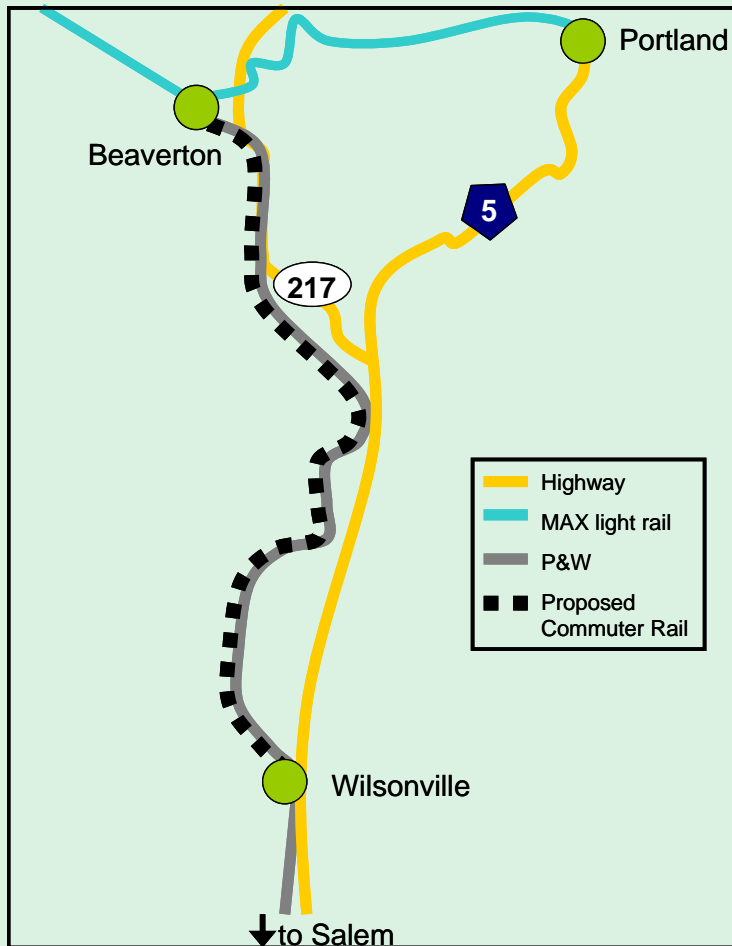 Portland
Beaverton
5
217
Highway
MAX light rail
P&W
Proposed
Commuter Rail
Wilsonville
to Salem